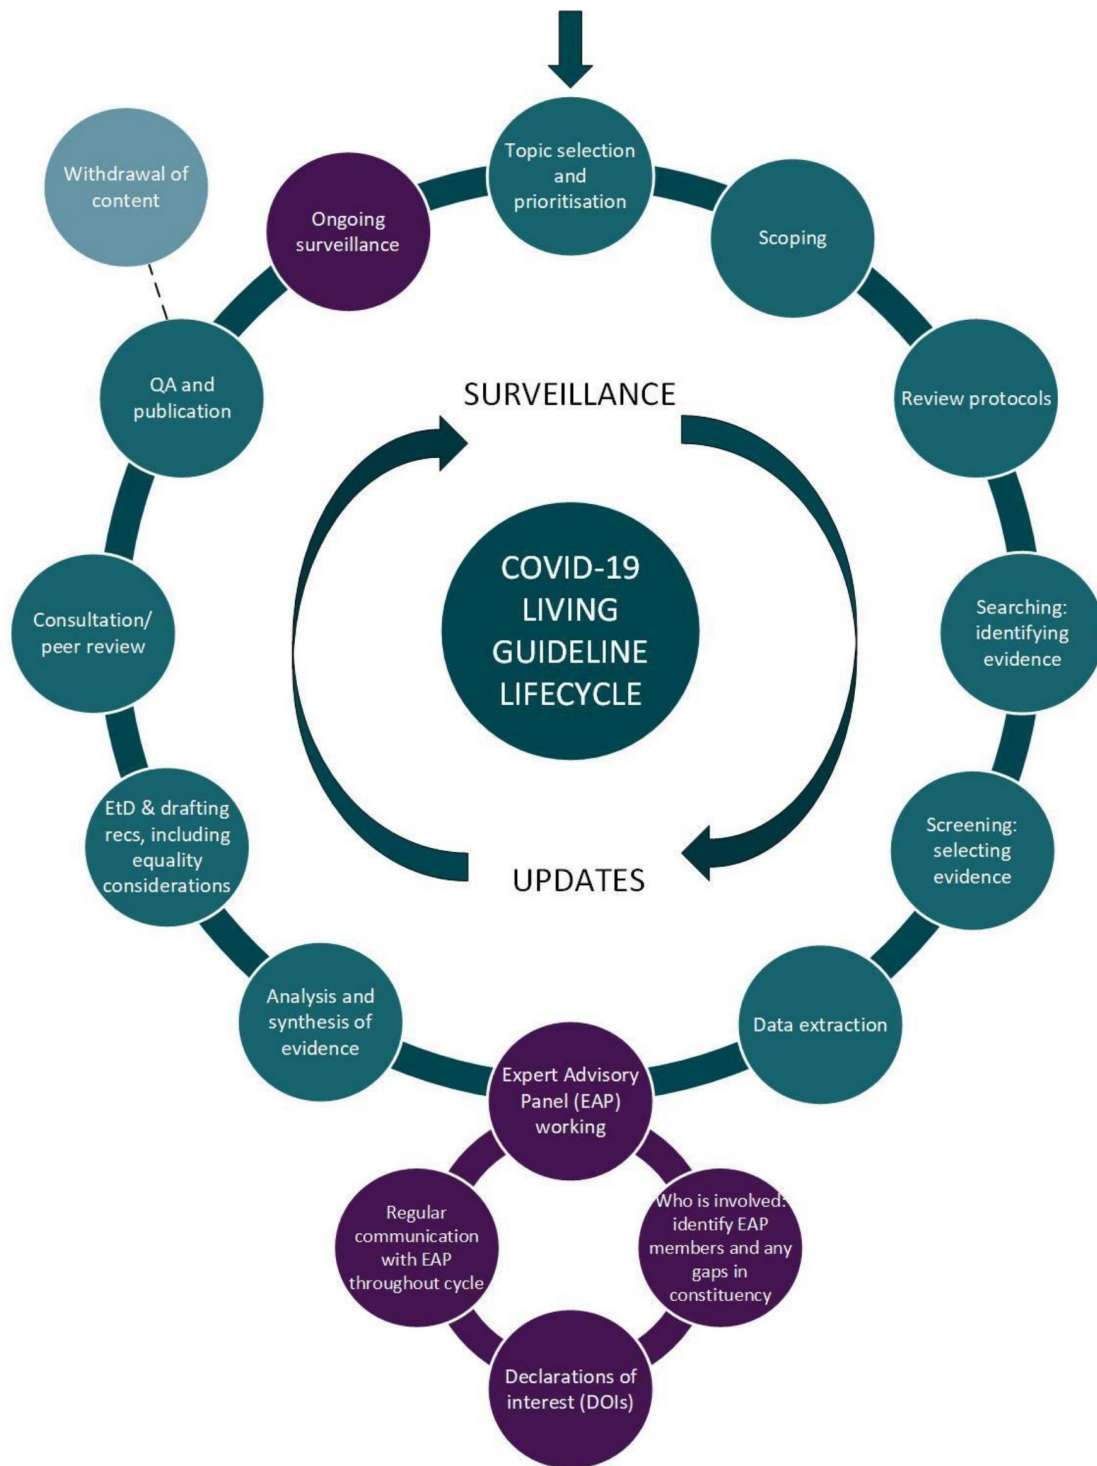 Topic selection
and
prioritisation
Scoping
Review protocols
Searching:
identifying
evidence
Screening:
selecting
evidence
Data extraction
Expert Advisory
Panel (EAP)
working
Who is involved:
identify EAP
members and any
gaps in
constituency
Declarations of
interest (DOIs)
Regular
communication
with EAP
throughout cycle
Analysis and
synthesis of
evidence
EtD & drafting
recs, including
equality
considerations
Consultation/
peer review
QA and
publication
Withdrawal of
content
Ongoing
surveillance
SURVEILLANCE
COVID-19
LIVING
GUIDELINE
LIFECYCLE
UPDATES